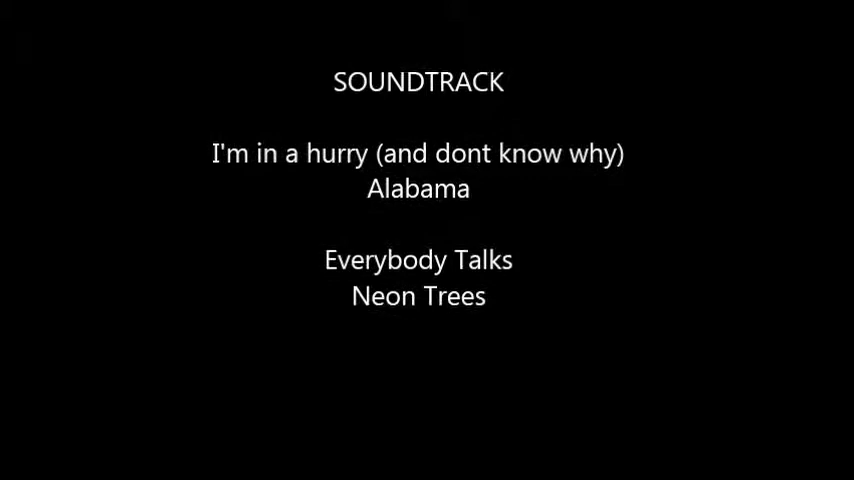 SOUNDTRACK
I'm in a hurry (and dont know why)
Alabama
Everybody Talks
Neon Trees